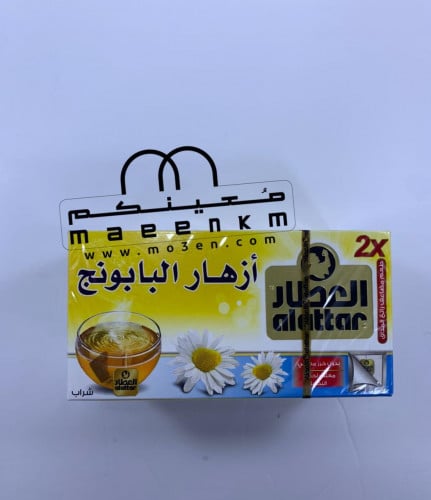 مُعينكم
maeenkm
www.mo3en.com
2x
أزهار البابونج
العطار
alattar
العطار
alattar
شراب